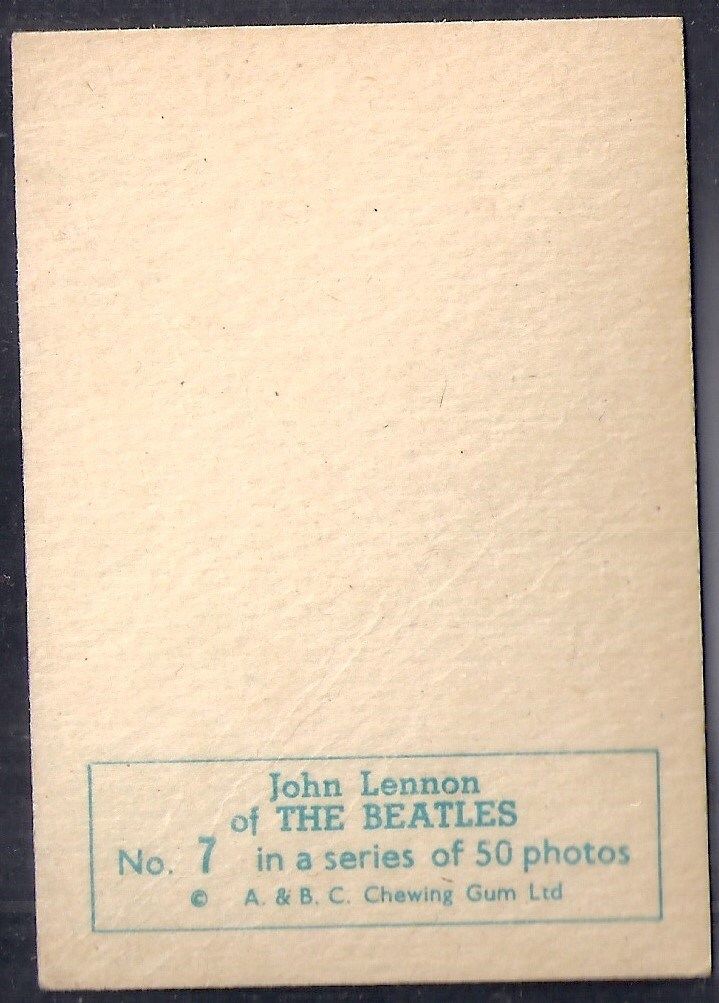 John Lennon
of THE BEATLES
No. 7 in a series of 50 photos
© A. & B. C. Chewing Gum Ltd